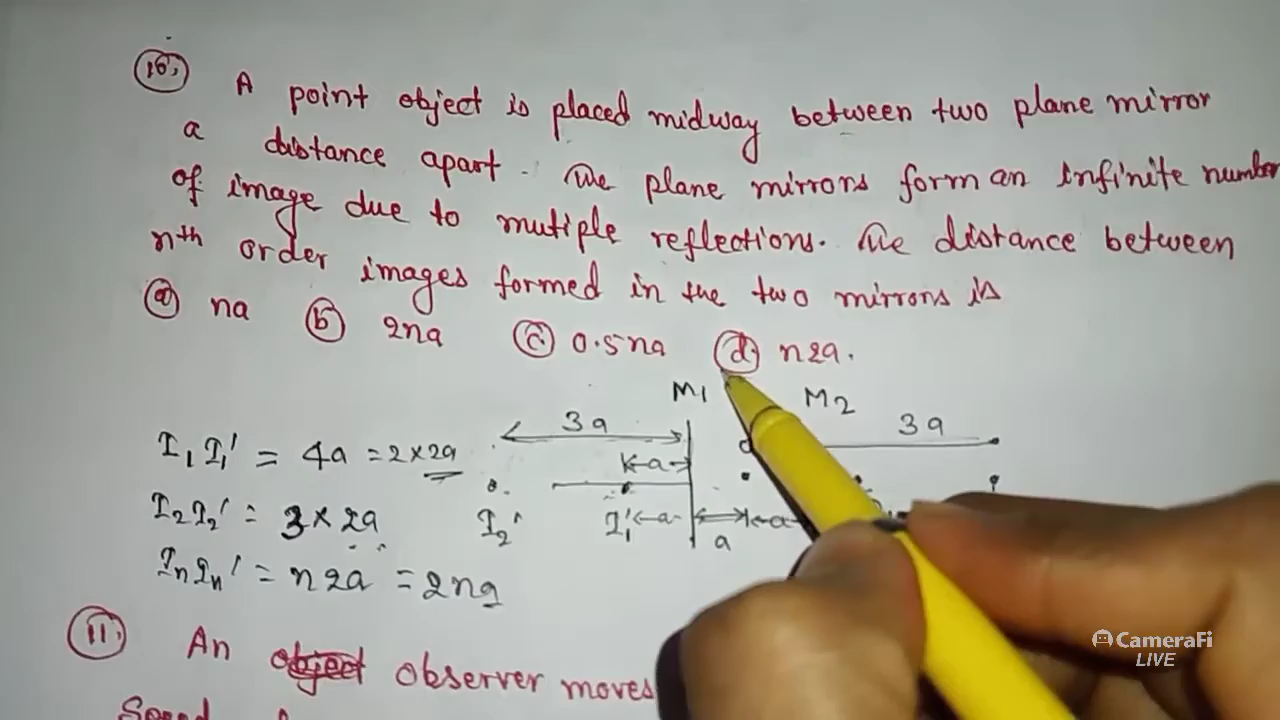 10.
A point object is placed midway between two plane mirror
a distance apart. The plane mirrors form an infinite number
of image due to mutiple reflections. The distance between
nth order images formed in the two mirrors is
a) na b) 2na c) 0.5na d) n2a.
M1 M2
3a 3a
I1I1' = 4a = 2×2a
a
I2I2' = 3×2a
I2' I1' a a a
InIn' = n2a = 2na
11.
An object observer moves
CameraFi
LIVE